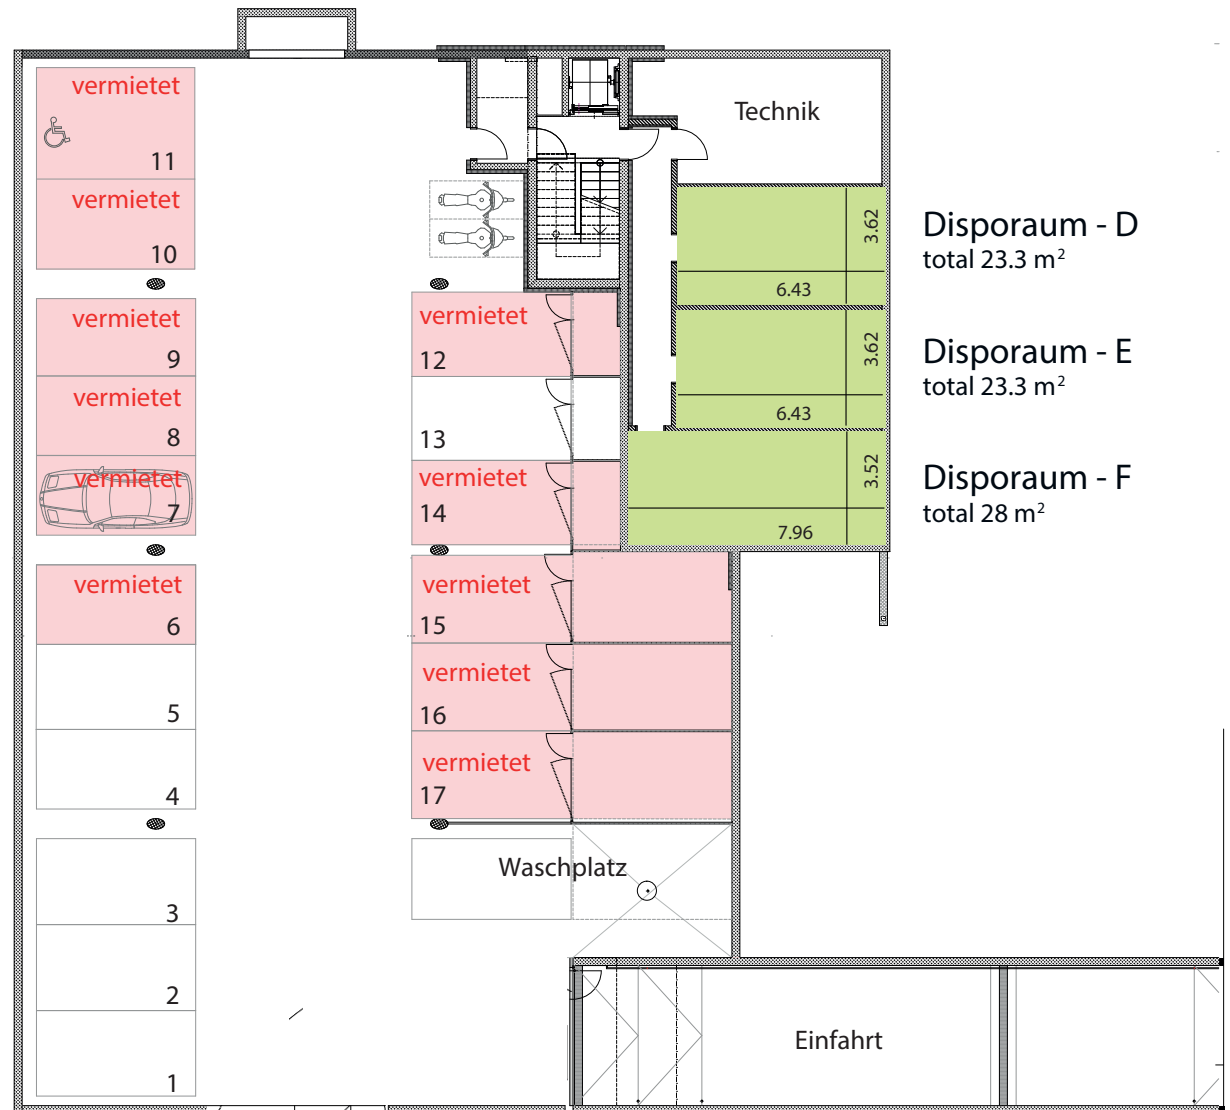 vermietet
11
vermietet
10
vermietet
9
vermietet
8
vermietet
7
vermietet
6
5
4
3
2
1
vermietet
12
13
vermietet
14
vermietet
15
vermietet
16
vermietet
17
Waschplatz
Einfahrt
Technik
3.62
6.43
Disporaum - D
total 23.3 m²
3.62
6.43
Disporaum - E
total 23.3 m²
3.52
7.96
Disporaum - F
total 28 m²